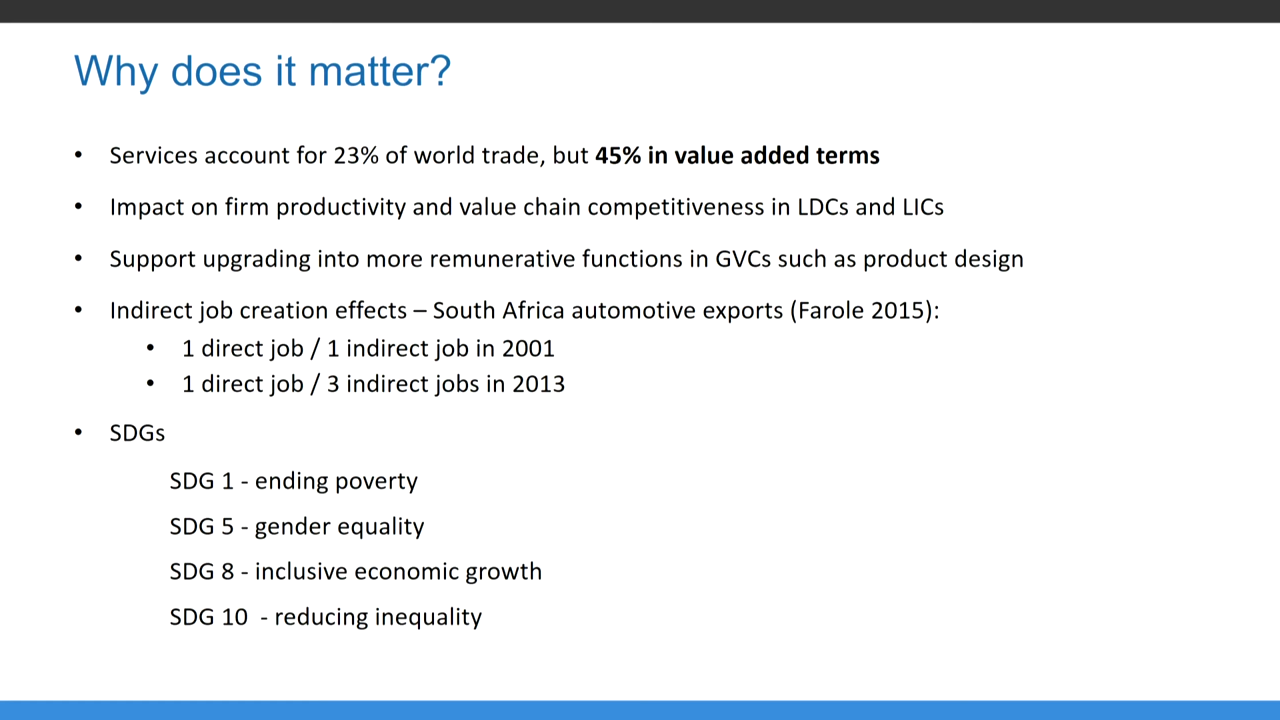 Why does it matter?
• Services account for 23% of world trade, but 45% in value added terms
• Impact on firm productivity and value chain competitiveness in LDCs and LICs
• Support upgrading into more remunerative functions in GVCs such as product design
• Indirect job creation effects – South Africa automotive exports (Farole 2015):
• 1 direct job / 1 indirect job in 2001
• 1 direct job / 3 indirect jobs in 2013
• SDGs
SDG 1 - ending poverty
SDG 5 - gender equality
SDG 8 - inclusive economic growth
SDG 10  - reducing inequality